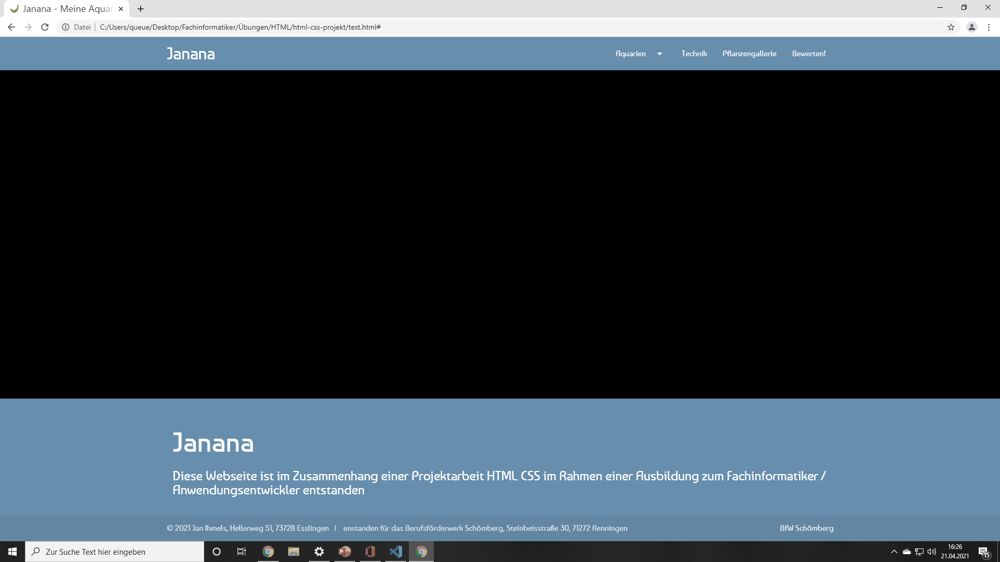 Janana - Meine Aquar
Datei
C:/Users/queue/Desktop/Fachinformatiker/Übungen/HTML/html-css-projekt/test.html#
Janana
Aquarien Technik Pflanzengallerie Bewerten!
Janana
Diese Webseite ist im Zusammenhang einer Projektarbeit HTML CSS im Rahmen einer Ausbildung zum Fachinformatiker /
Anwendungsentwickler entstanden
© 2021 Jan Ihmels, Hellerweg 51, 73728 Esslingen | enstanden für das Berufsförderwerk Schömberg, Steinbeisstraße 30, 71272 Renningen BfW Schömberg
Zur Suche Text hier eingeben
16:26
21.04.2021
15